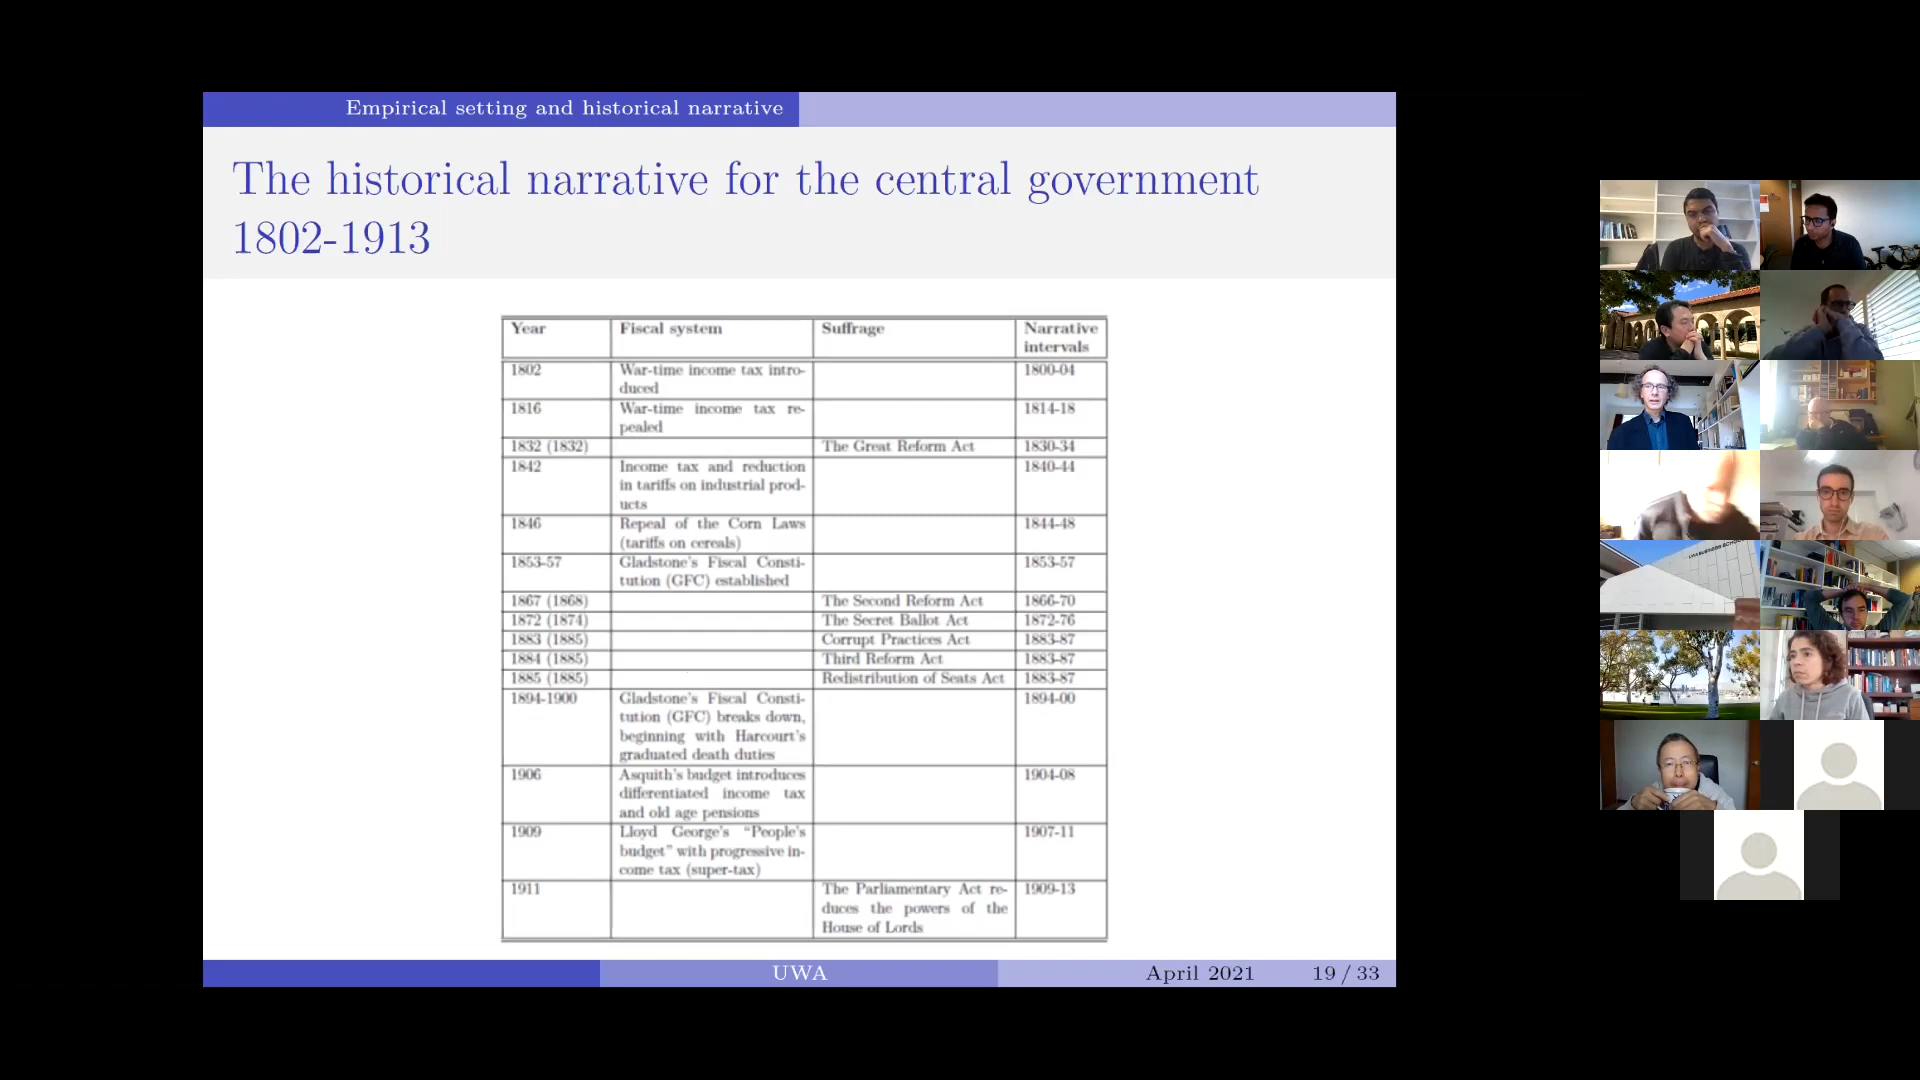 Empirical setting and historical narrative
The historical narrative for the central government
1802-1913
Year Fiscal system Suffrage Narrative
intervals
1802 War-time income tax intro- 1800-04
duced
1816 War-time income tax re- 1814-18
pealed
1832 (1832) The Great Reform Act 1830-34
1842 Income tax and reduction 1840-44
in tariffs on industrial prod-
ucts
1846 Repeal of the Corn Laws 1844-48
(tariffs on cereals)
1853-57 Gladstone's Fiscal Consti- 1853-57
tution (GFC) established
1867 (1868) The Second Reform Act 1866-70
1872 (1874) The Secret Ballot Act 1872-76
1883 (1885) Corrupt Practices Act 1883-87
1884 (1885) Third Reform Act 1883-87
1885 (1885) Redistribution of Seats Act 1883-87
1894-1900 Gladstone's Fiscal Consti- 1894-00
tution (GFC) breaks down,
beginning with Harcourt's
graduated death duties
1906 Asquith's budget introduces 1904-08
differentiated income tax
and old age pensions
1909 Lloyd George's "People's 1907-11
budget" with progressive in-
come tax (super-tax)
1911 The Parliamentary Act re- 1909-13
duces the powers of the
House of Lords
UWA April 2021 19 / 33